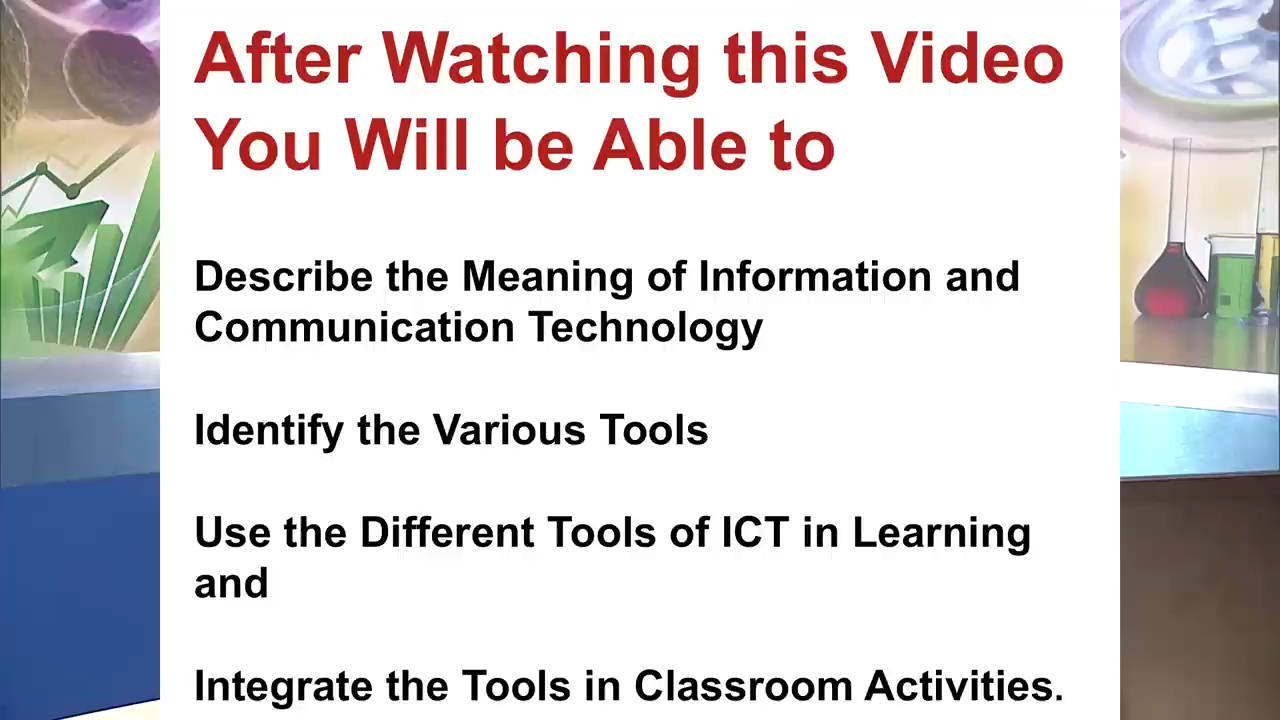 After Watching this Video
You Will be Able to
Describe the Meaning of Information and
Communication Technology
Identify the Various Tools
Use the Different Tools of ICT in Learning
and
Integrate the Tools in Classroom Activities.